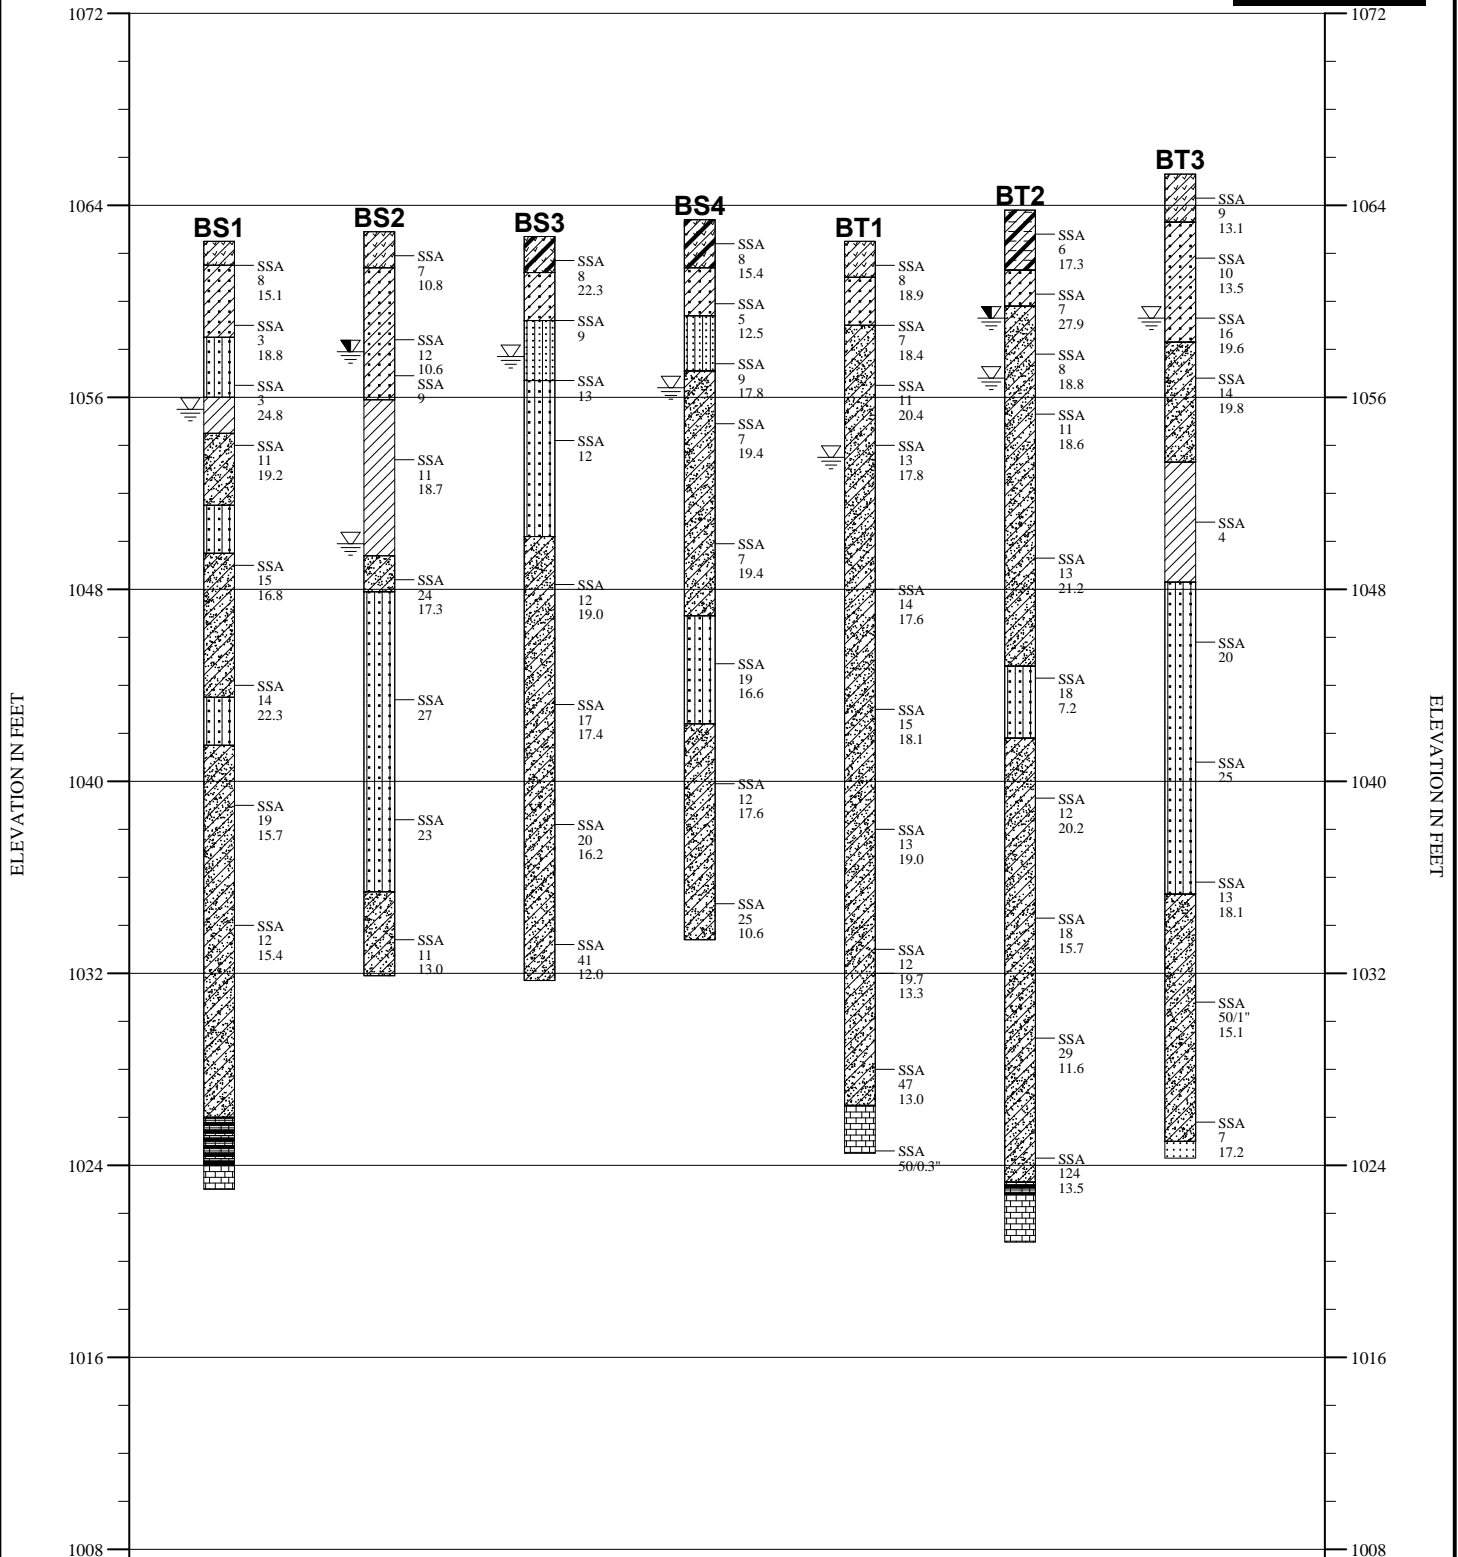 1072
1072
BT3
BT2
1064
1064
BS4
BS2
BS3
BS1
BT1
ELEVATION IN FEET
ELEVATION IN FEET
SSA
8
15.1
SSA
3
18.8
SSA
3
24.8
SSA
11
19.2
SSA
15
16.8
SSA
14
22.3
SSA
19
15.7
SSA
12
15.4
SSA
7
10.8
SSA
12
10.6
SSA
9
SSA
11
18.7
SSA
24
17.3
SSA
27
SSA
23
SSA
11
13.0
SSA
8
22.3
SSA
9
SSA
13
SSA
12
SSA
12
19.0
SSA
17
17.4
SSA
20
16.2
SSA
41
12.0
SSA
8
15.4
SSA
5
12.5
SSA
9
17.8
SSA
7
19.4
SSA
7
19.4
SSA
19
16.6
SSA
12
17.6
SSA
25
10.6
SSA
8
18.9
SSA
7
18.4
SSA
11
20.4
SSA
13
17.8
SSA
14
17.6
SSA
15
18.1
SSA
13
19.0
SSA
12
19.7
13.3
SSA
47
13.0
SSA
50/0.3"
SSA
6
17.3
SSA
7
27.9
SSA
8
18.8
SSA
11
18.6
SSA
13
21.2
SSA
18
7.2
SSA
12
20.2
SSA
18
15.7
SSA
29
11.6
SSA
124
13.5
SSA
9
13.1
SSA
10
13.5
SSA
16
19.6
SSA
14
19.8
SSA
4
SSA
20
SSA
25
SSA
13
18.1
SSA
50/1"
15.1
SSA
7
17.2
1056
1056
1048
1048
1040
1040
1032
1032
1024
1024
1016
1016
1008
1008